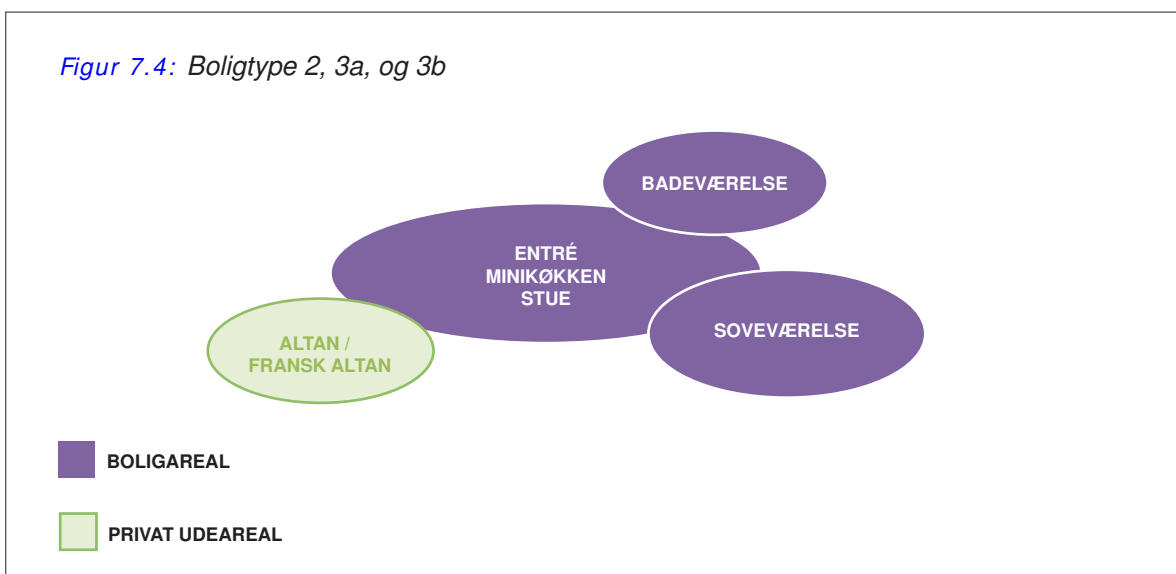 Figur 7.4: Boligtype 2, 3a, og 3b
BADEVÆRELSE
ENTRÉ
MINIKØKKEN
STUE
SOVEVÆRELSE
ALTAN /
FRANSK ALTAN
BOLIGAREAL
PRIVAT UDEAREAL